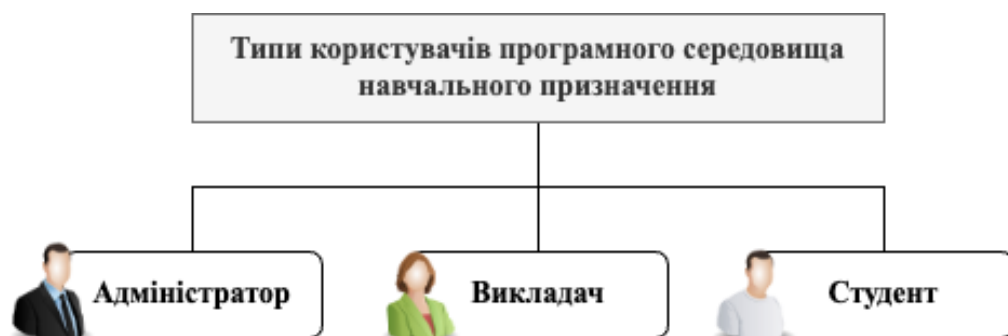 Типи користувачів програмного середовища
навчального призначення
Адміністратор
Викладач
Студент